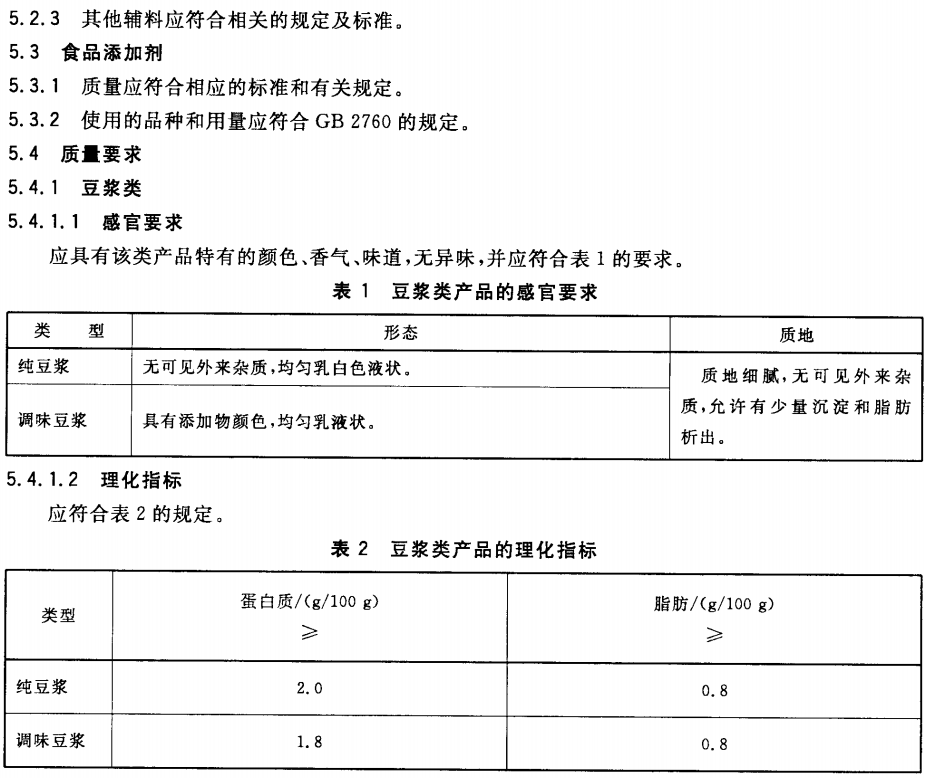 5.2.3 其他辅料应符合相关的规定及标准。
5.3 食品添加剂
5.3.1 质量应符合相应的标准和有关规定。
5.3.2 使用的品种和用量应符合 GB 2760 的规定。
5.4 质量要求
5.4.1 豆浆类
5.4.1.1 感官要求
应具有该类产品特有的颜色、香气、味道,无异味,并应符合表 1 的要求。
表 1 豆浆类产品的感官要求
类 型 形态 质地
纯豆浆 无可见外来杂质,均匀乳白色液状。
质地细腻,无可见外来杂
质,允许有少量沉淀和脂肪
析出。
调味豆浆 具有添加物颜色,均匀乳液状。
5.4.1.2 理化指标
应符合表 2 的规定。
表 2 豆浆类产品的理化指标
类型 蛋白质/(g/100 g) 脂肪/(g/100 g)
≥ ≥
纯豆浆 2.0 0.8
调味豆浆 1.8 0.8